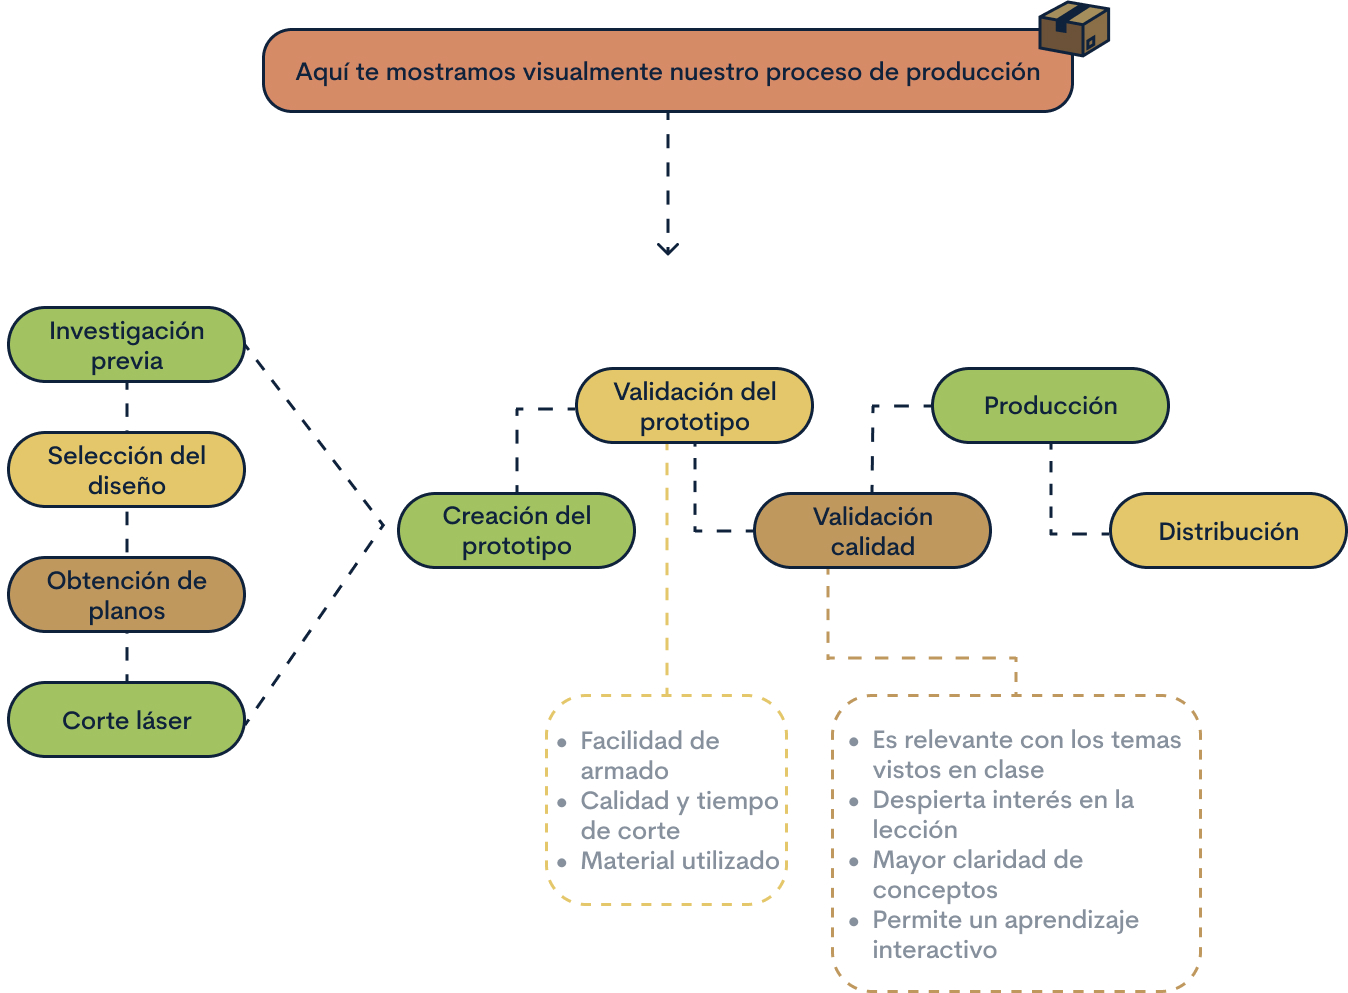 Aquí te mostramos visualmente nuestro proceso de producción
Investigación
previa
Selección del
diseño
Obtención de
planos
Corte láser
Creación del
prototipo
Validación del
prototipo
Validación
calidad
Producción
Distribución
• Facilidad de
armado
• Calidad y tiempo
de corte
• Material utilizado
• Es relevante con los temas
vistos en clase
• Despierta interés en la
lección
• Mayor claridad de
conceptos
• Permite un aprendizaje
interactivo